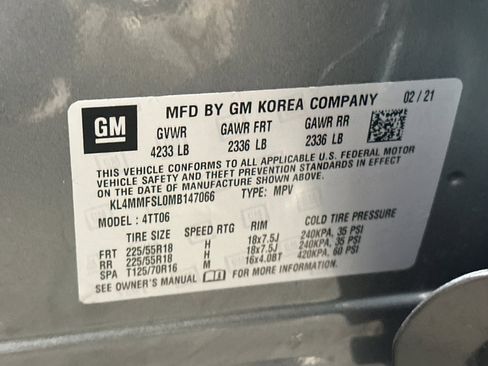 MFD BY GM KOREA COMPANY 02/21
GM
GVWR GAWR FRT GAWR RR
4233 LB 2336 LB 2336 LB
THIS VEHICLE CONFORMS TO ALL APPLICABLE U.S. FEDERAL MOTOR
VEHICLE SAFETY AND THEFT PREVENTION STANDARDS IN EFFECT ON
THE DATE OF MANUFACTURE SHOWN ABOVE.
KL4MMFSL0MB147066 TYPE: MPV
MODEL: 4TT06
TIRE SIZE SPEED RTG RIM COLD TIRE PRESSURE
FRT 225/55R18 H 18x7.5J 240KPA, 35 PSI
RR 225/55R18 H 18x7.5J 240KPA, 35 PSI
SPA T125/70R16 M 16x4.0BT 420KPA, 60 PSI
SEE OWNER'S MANUAL FOR MORE INFORMATION.